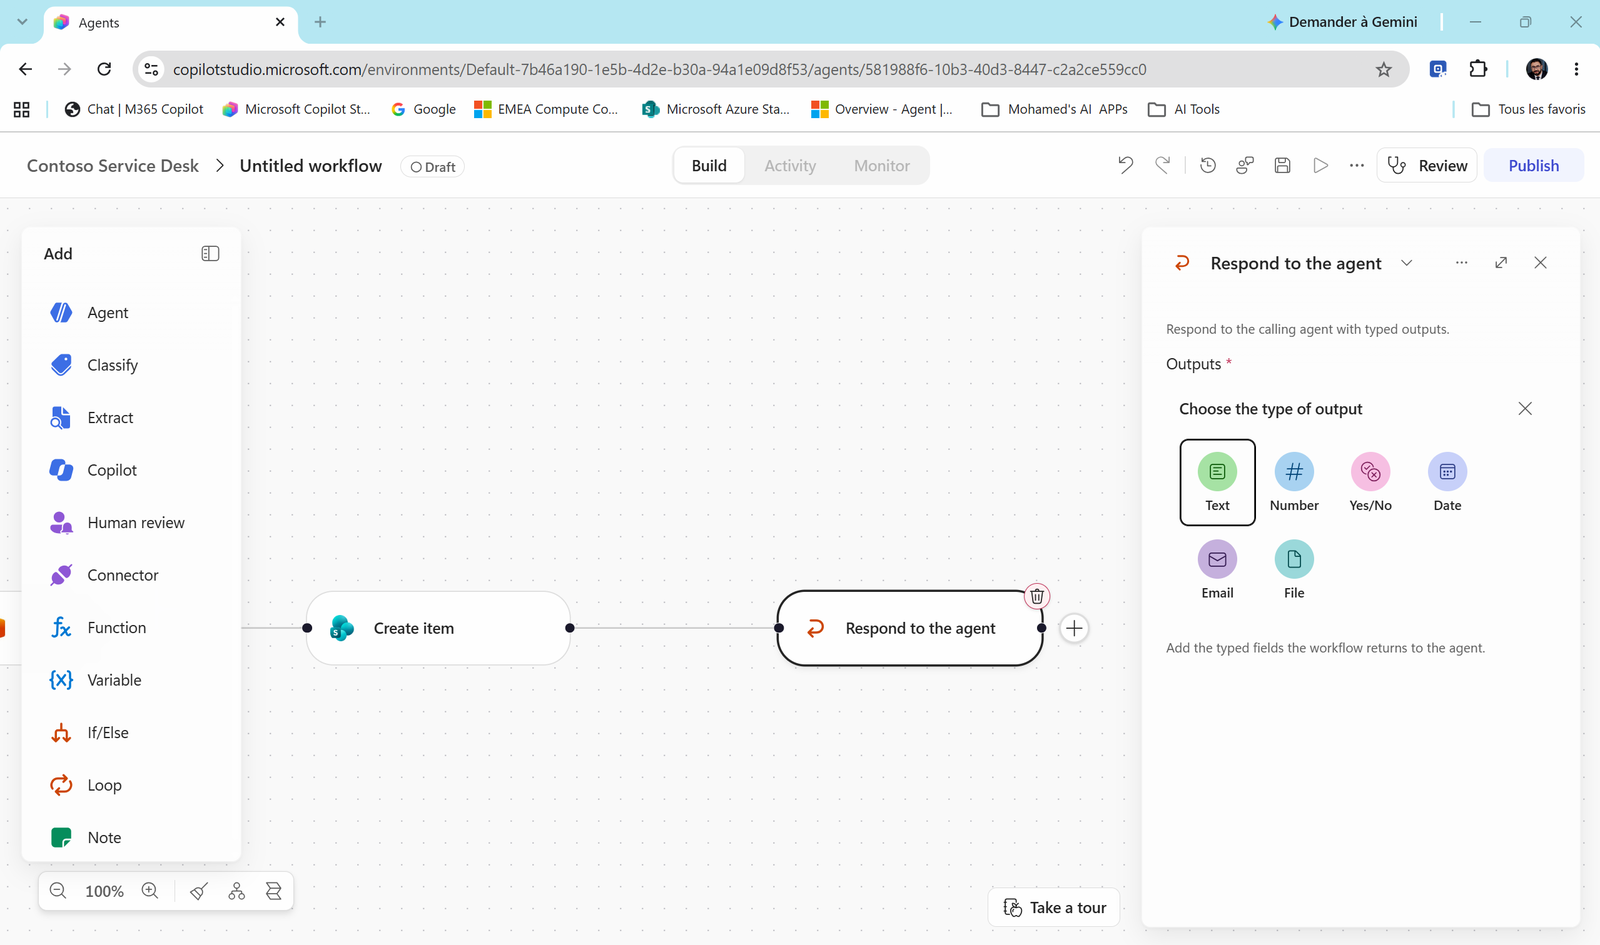 Agents
Demander à Gemini
copilotstudio.microsoft.com/environments/Default-7b46a190-1e5b-4d2e-b30a-94a1e09d8f53/agents/581988f6-10b3-40d3-8447-c2a2ce559cc0
Chat | M365 Copilot
Microsoft Copilot St...
Google
EMEA Compute Co...
Microsoft Azure Sta...
Overview - Agent |...
Mohamed's AI APPs
AI Tools
Tous les favoris
Contoso Service Desk > Untitled workflow
Draft
Build
Activity
Monitor
Review
Publish
Add
Agent
Classify
Extract
Copilot
Human review
Connector
Function
Variable
If/Else
Loop
Note
100%
Create item
Respond to the agent
Take a tour
Respond to the agent
Respond to the calling agent with typed outputs.
Outputs *
Choose the type of output
Text
Number
Yes/No
Date
Email
File
Add the typed fields the workflow returns to the agent.